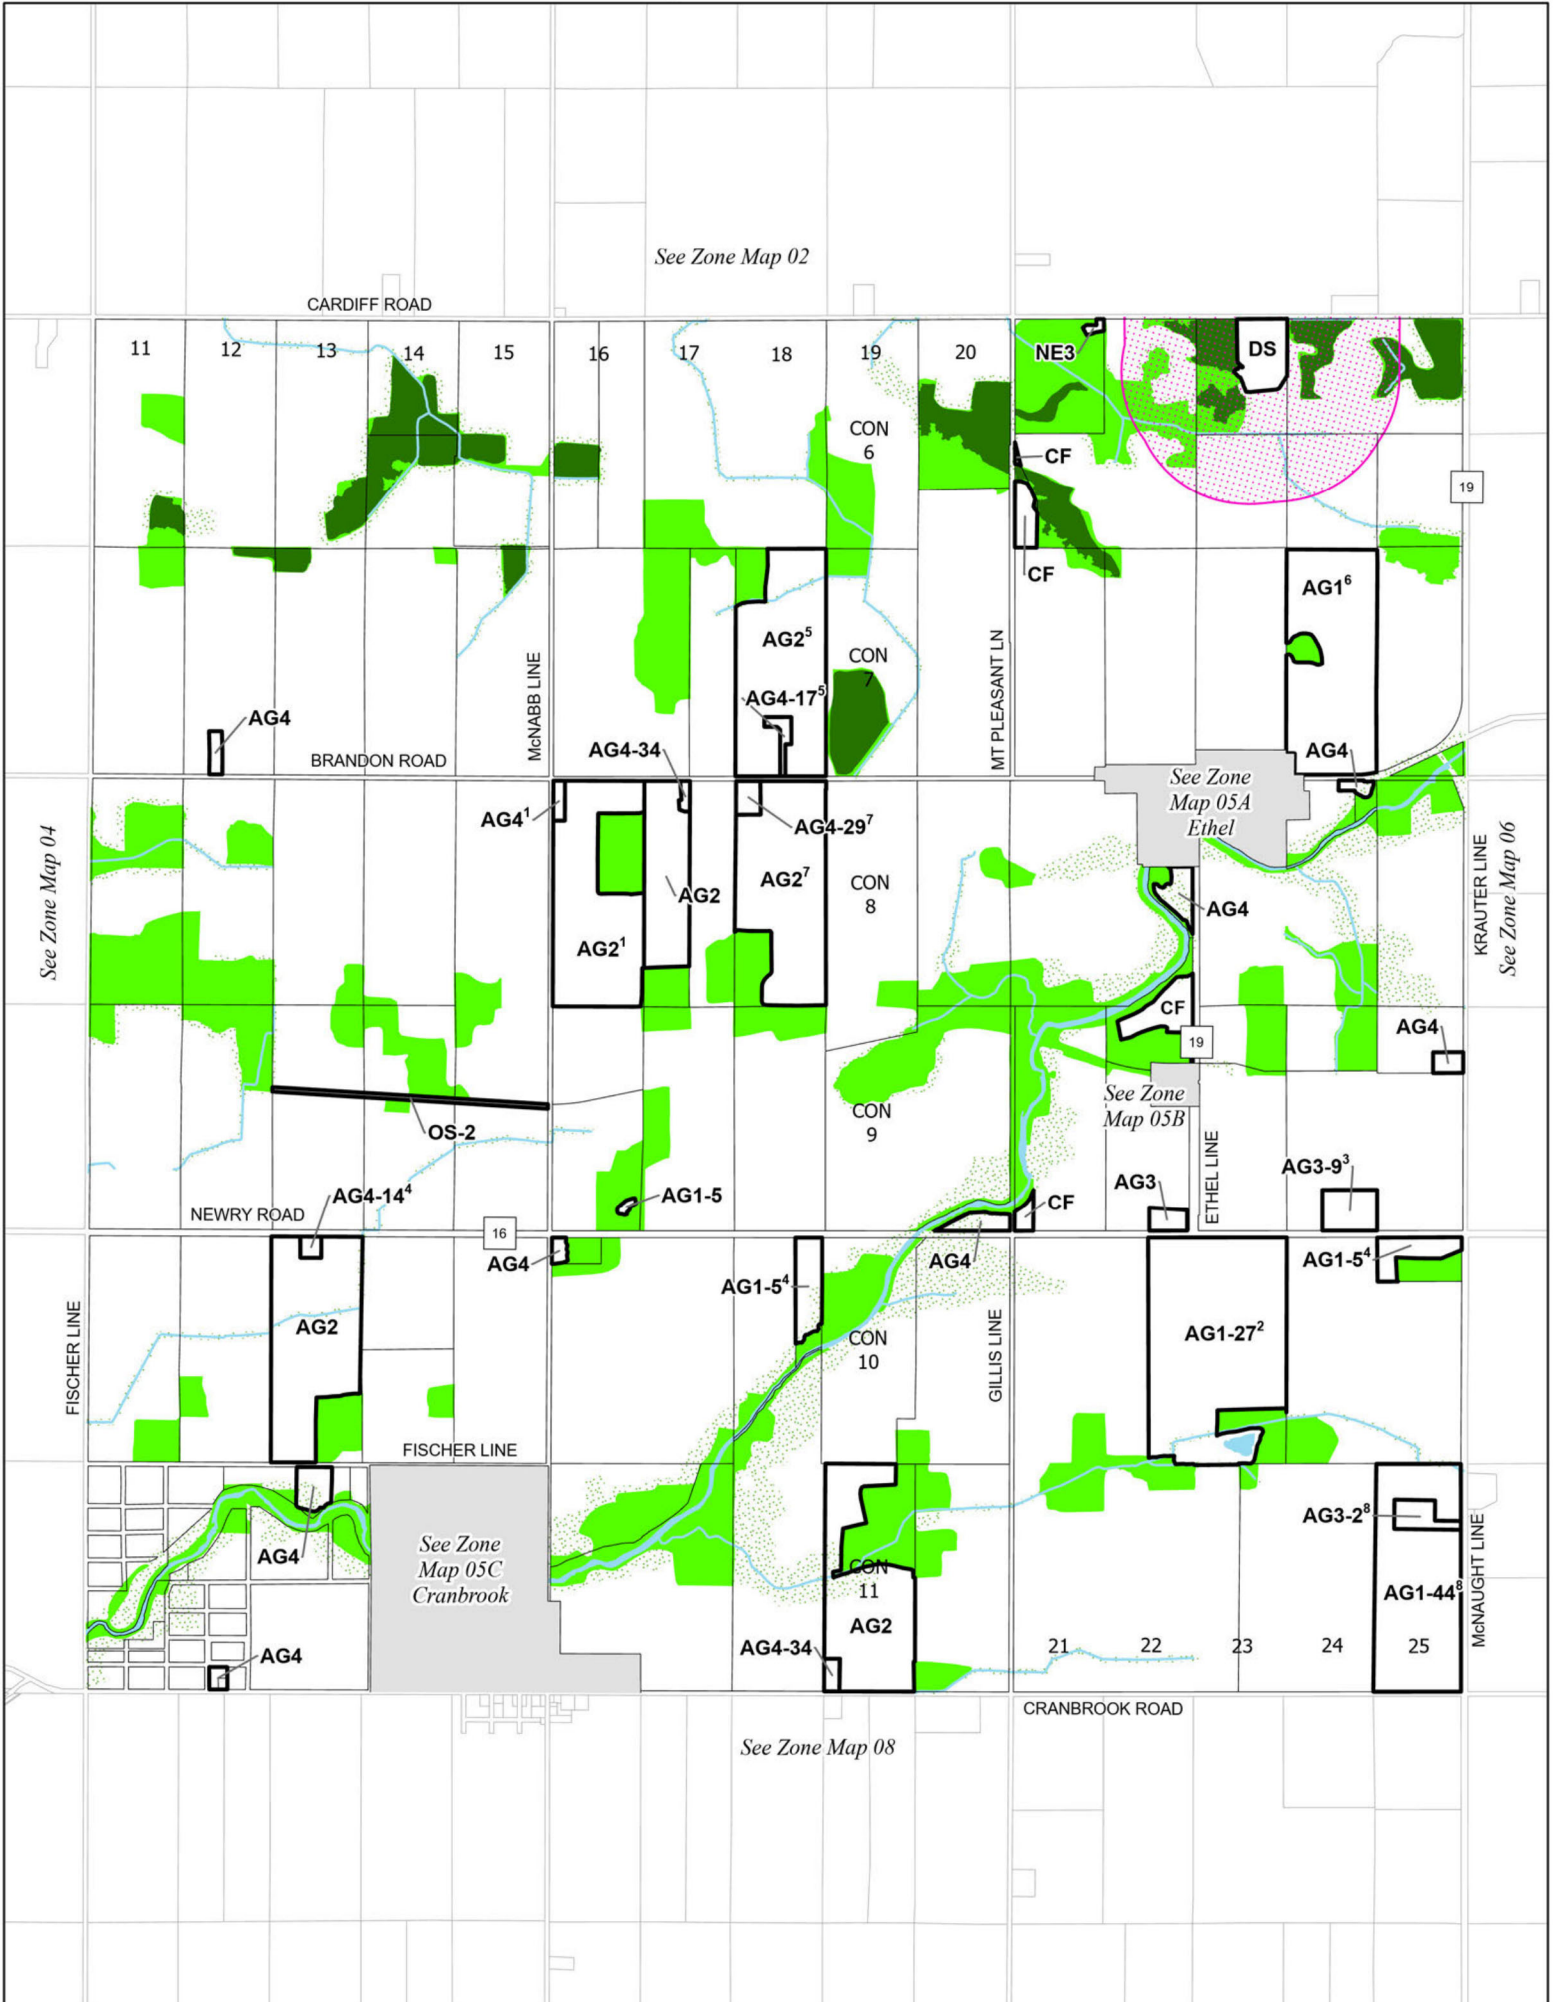 See Zone Map 02
CARDIFF ROAD
11
12
13
14
15
16
17
18
19
20
NE3
DS
CON
6
CF
19
CF
AG1⁶
AG2⁵
CON
7
McNABB LINE
MT PLEASANT LN
AG4-17⁵
AG4
AG4-34
AG4
BRANDON ROAD
See Zone
Map 05A
Ethel
AG4¹
AG4-29⁷
See Zone Map 04
KRAUTER LINE
See Zone Map 06
AG2
AG2⁷
CON
8
AG4
AG2¹
CF
AG4
19
See Zone
Map 05B
CON
9
OS-2
ETHEL LINE
AG3-9³
AG4-14⁴
AG1-5
AG3
CF
NEWRY ROAD
16
AG4
AG4
AG1-5⁴
AG1-5⁴
FISCHER LINE
AG2
CON
10
GILLIS LINE
AG1-27²
FISCHER LINE
AG3-2⁸
See Zone
Map 05C
Cranbrook
AG4
CON
11
McNAUGHT LINE
AG1-44⁸
AG2
AG4
AG4-34
21
22
23
24
25
CRANBROOK ROAD
See Zone Map 08